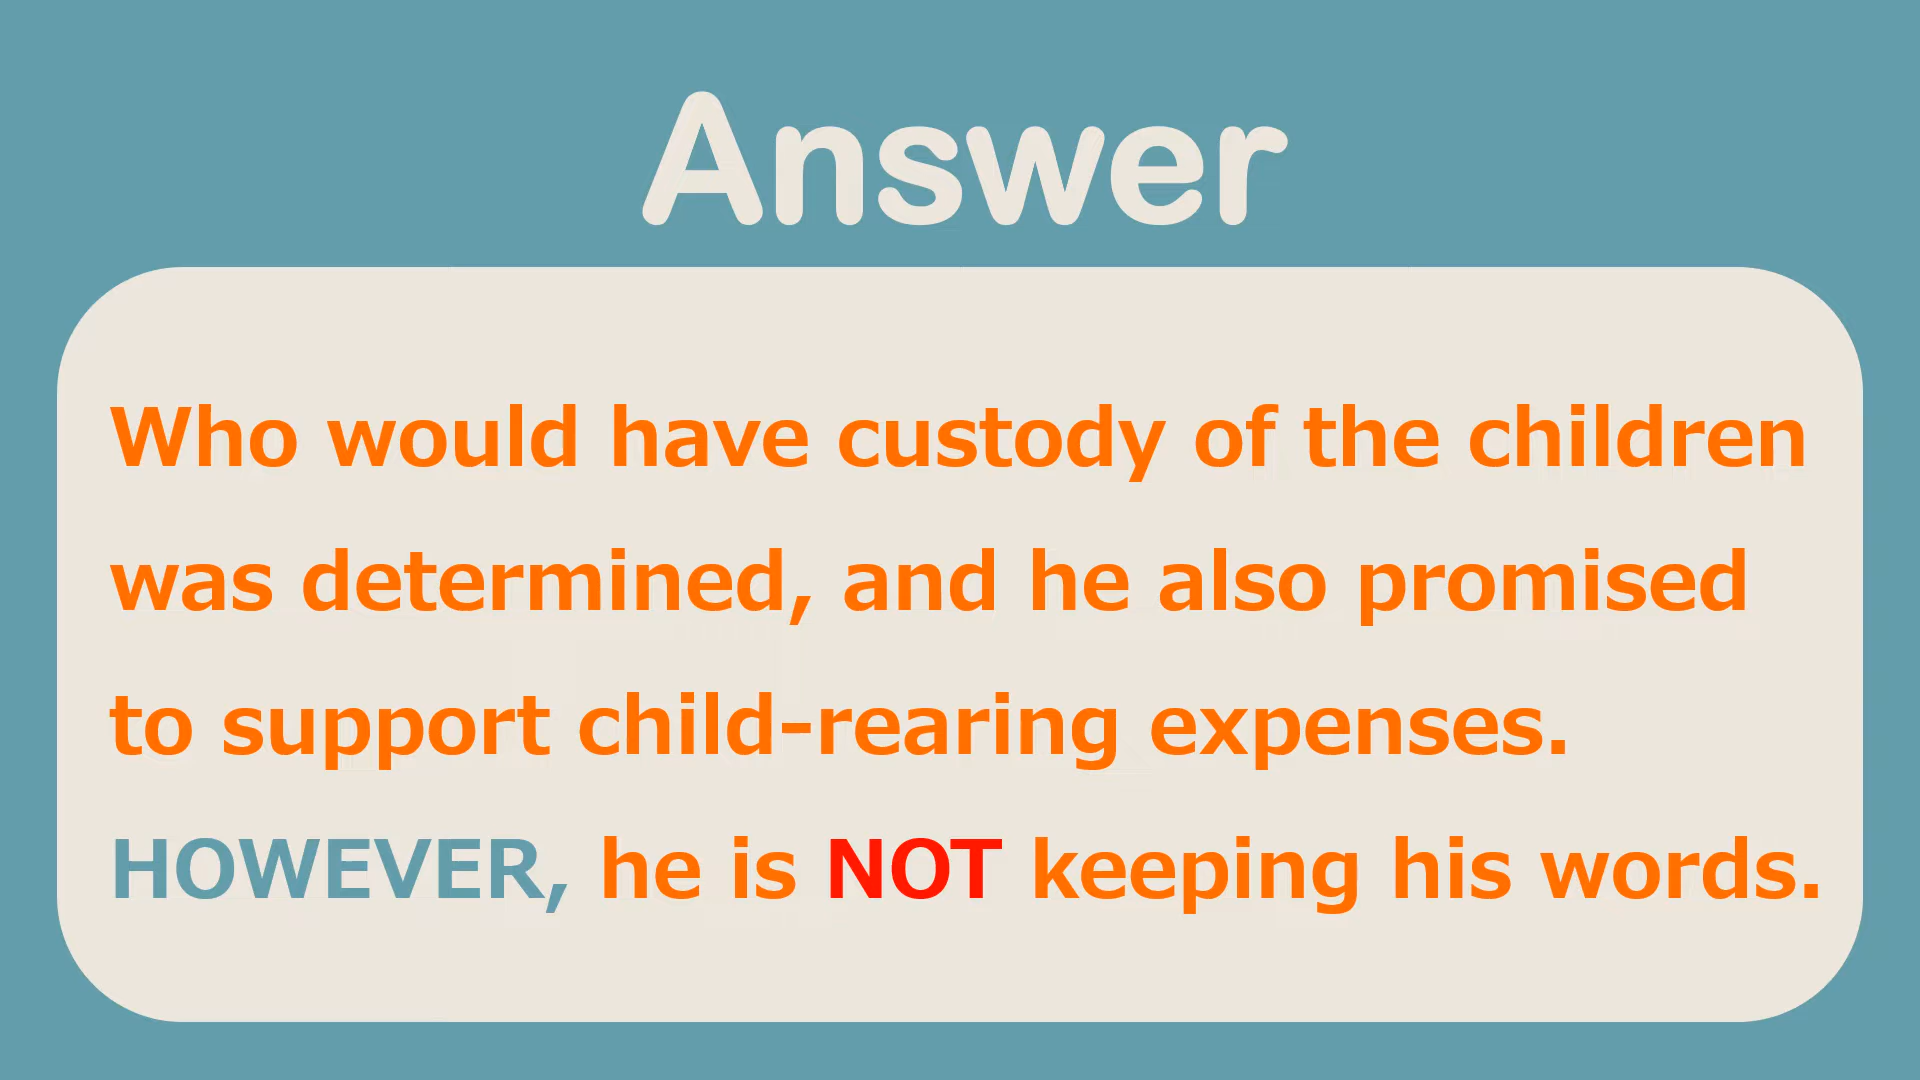 Answer
Who would have custody of the children
was determined, and he also promised
to support child-rearing expenses.
HOWEVER, he is NOT keeping his words.